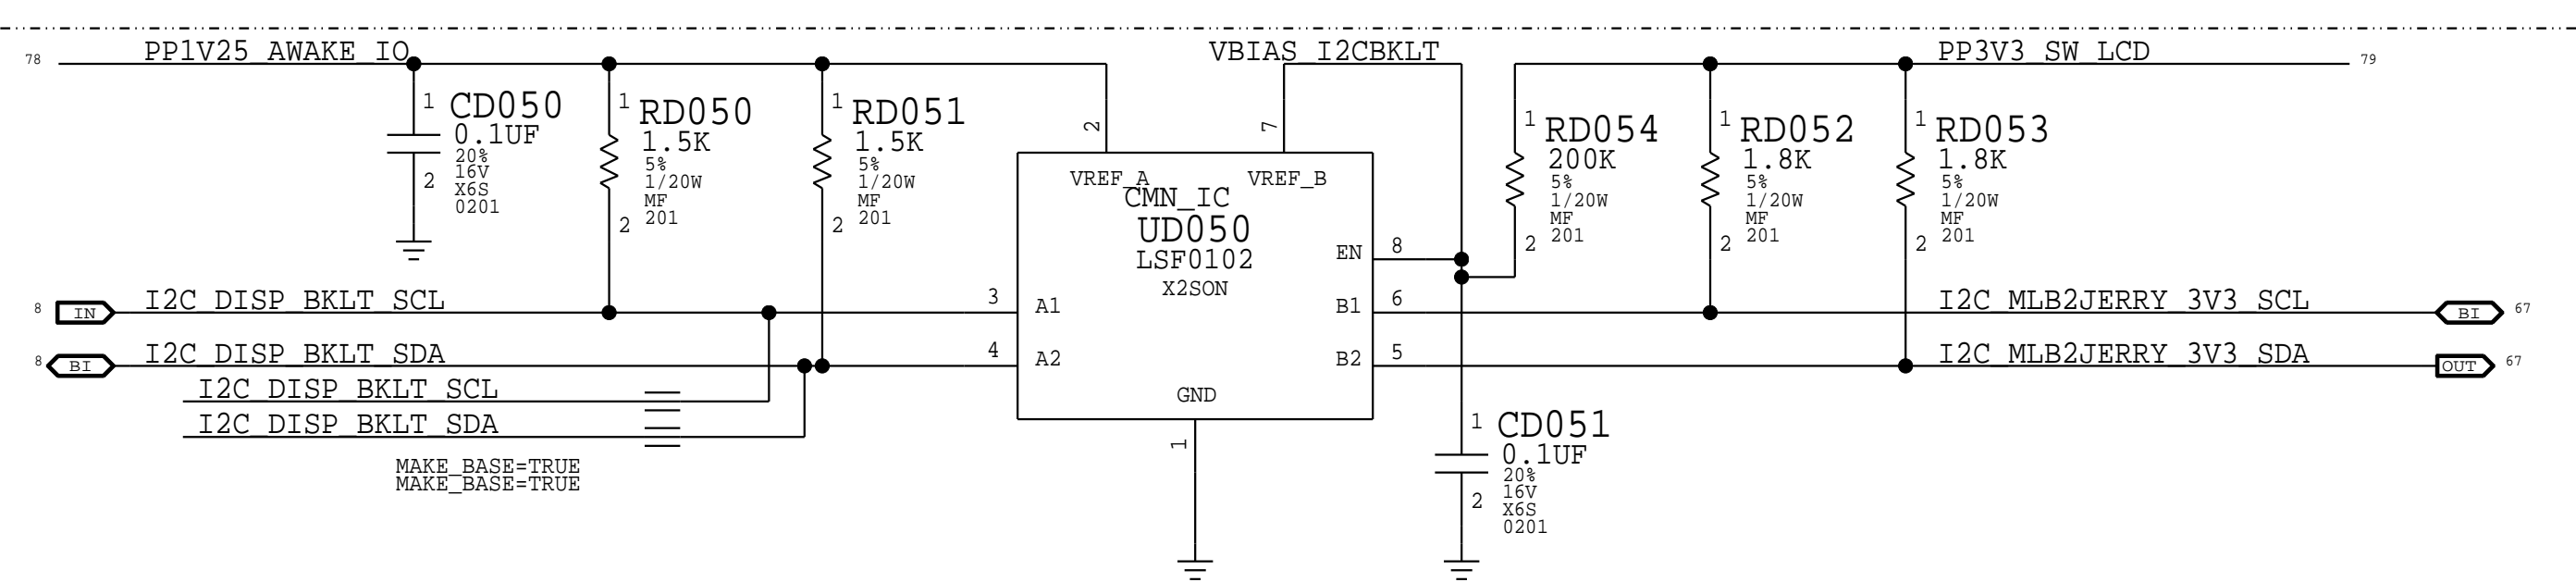 78 PP1V25_AWAKE_IO VBIAS_I2CBKLT PP3V3_SW_LCD 79
1 CD050
0.1UF
20%
16V
X6S
0201
2
1 RD050
1.5K
5%
1/20W
MF
201
2
1 RD051
1.5K
5%
1/20W
MF
201
2
2
7
VREF_A VREF_B
CMN_IC
UD050
LSF0102
X2SON
1 RD054
200K
5%
1/20W
MF
201
2
1 RD052
1.8K
5%
1/20W
MF
201
2
1 RD053
1.8K
5%
1/20W
MF
201
2
EN 8
8 IN I2C_DISP_BKLT_SCL 3 A1 B1 6 I2C_MLB2JERRY_3V3_SCL BI 67
8 BI I2C_DISP_BKLT_SDA 4 A2 B2 5 I2C_MLB2JERRY_3V3_SDA OUT 67
I2C_DISP_BKLT_SCL
I2C_DISP_BKLT_SDA
GND
1
MAKE_BASE=TRUE
MAKE_BASE=TRUE
1 CD051
0.1UF
20%
16V
X6S
0201
2